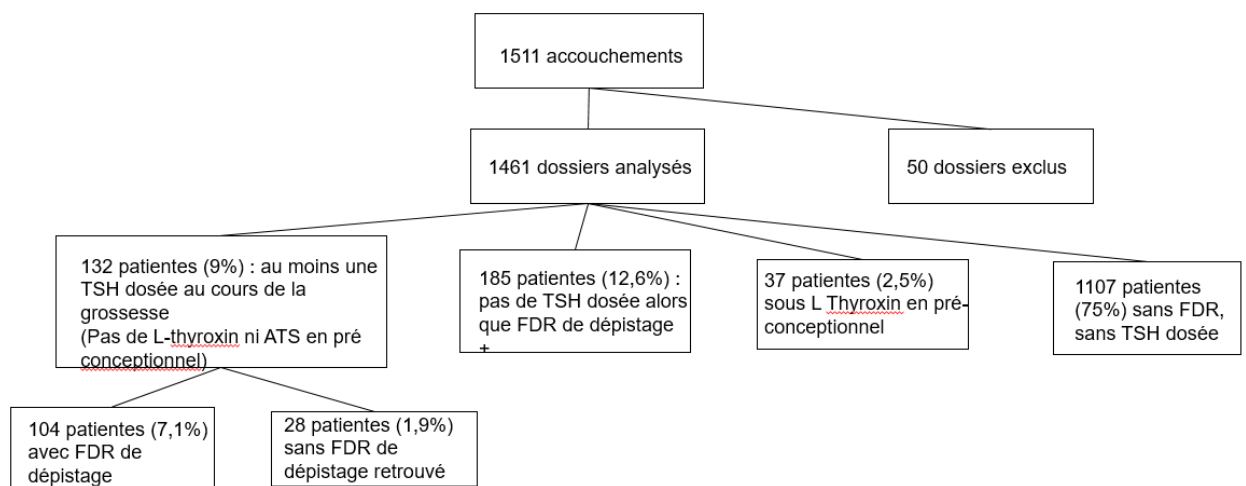 1511 accouchements
1461 dossiers analysés
50 dossiers exclus
132 patientes (9%) : au moins une
TSH dosée au cours de la
grossesse
(Pas de L-thyroxin ni ATS en pré
conceptionnel)
185 patientes (12,6%) :
pas de TSH dosée alors
que FDR de dépistage
+
37 patientes (2,5%)
sous L Thyroxin en pré-
conceptionnel
1107 patientes
(75%) sans FDR,
sans TSH dosée
104 patientes (7,1%)
avec FDR de
dépistage
28 patientes (1,9%)
sans FDR de
dépistage retrouvé